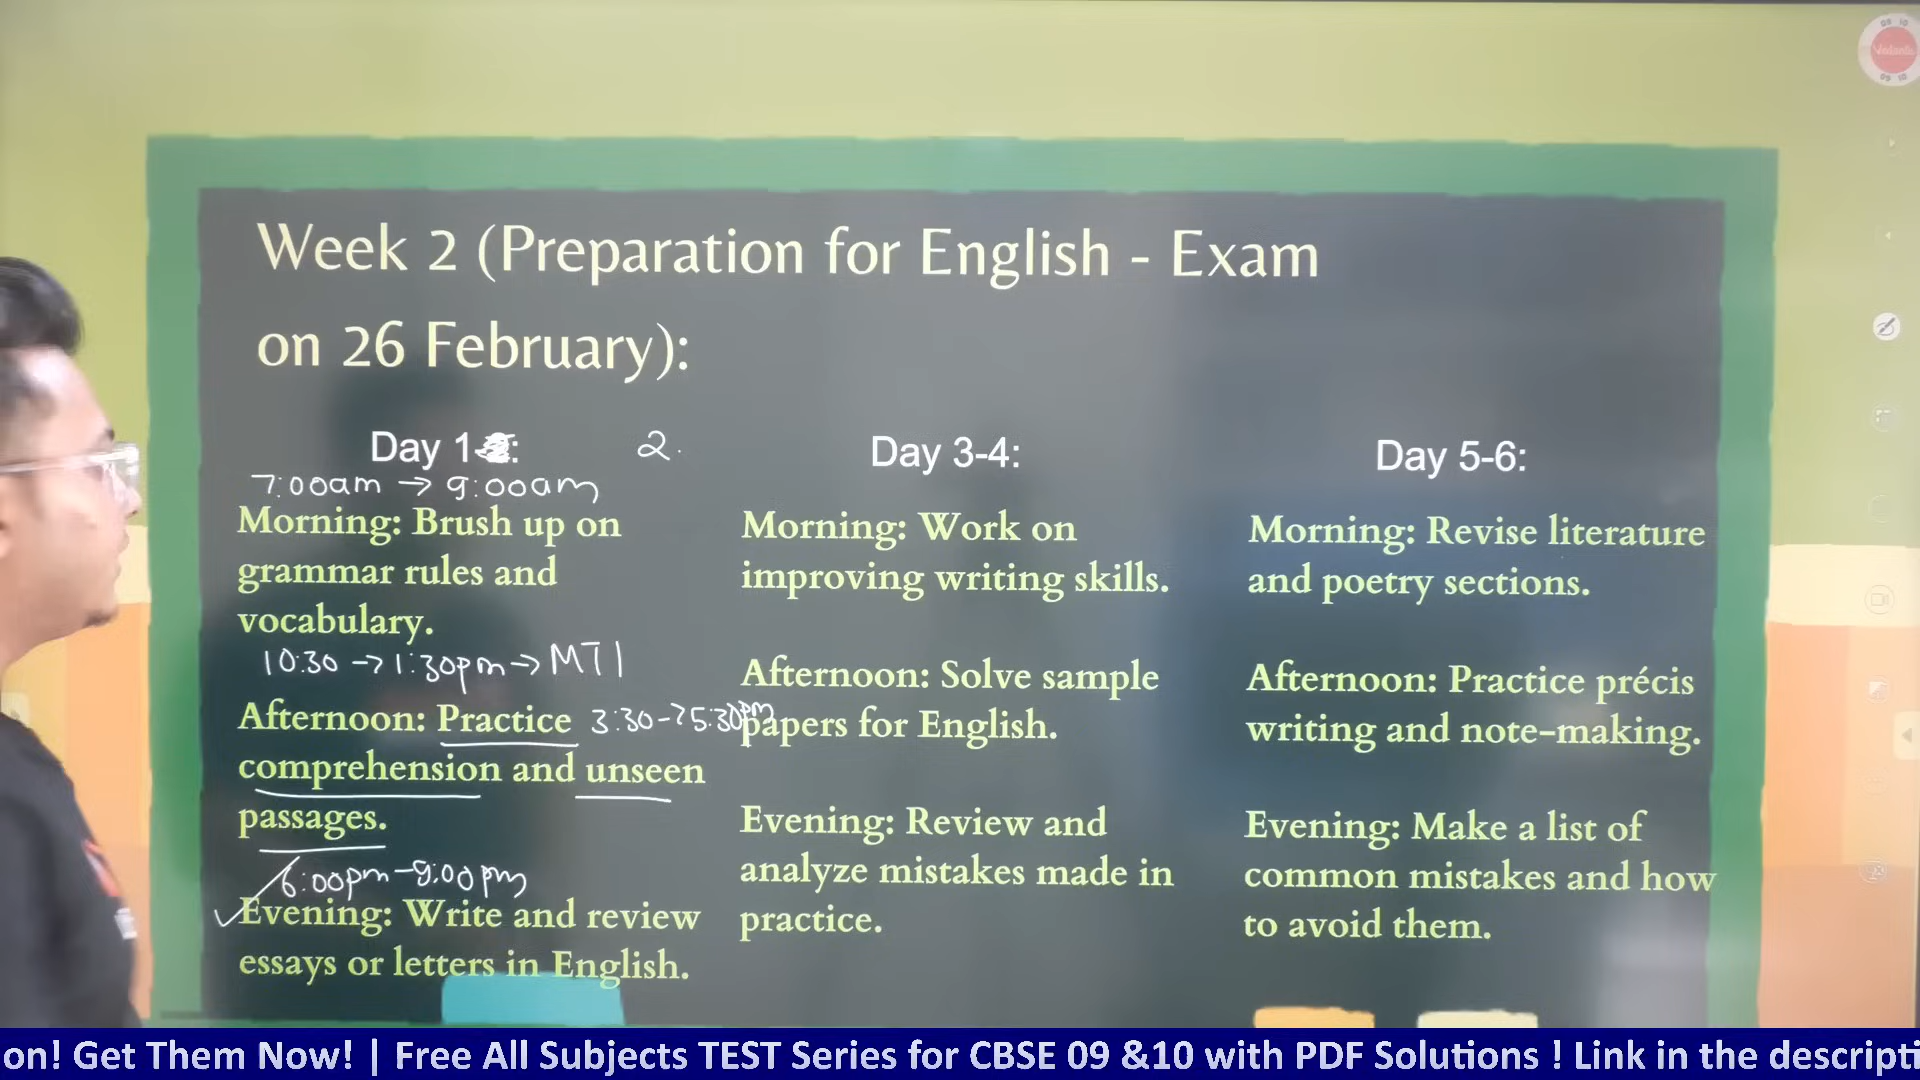 Vedantu
Week 2 (Preparation for English - Exam
on 26 February):
Day 1-2:
2.
7:00am → 9:00am
Morning: Brush up on
grammar rules and
vocabulary.
10:30 → 1:30pm → MT1
Afternoon: Practice
3:30 → 5:30pm
comprehension and unseen
passages.
6:00pm - 9:00pm
Evening: Write and review
essays or letters in English.
Day 3-4:
Morning: Work on
improving writing skills.
Afternoon: Solve sample
papers for English.
Evening: Review and
analyze mistakes made in
practice.
Day 5-6:
Morning: Revise literature
and poetry sections.
Afternoon: Practice précis
writing and note-making.
Evening: Make a list of
common mistakes and how
to avoid them.
on! Get Them Now! | Free All Subjects TEST Series for CBSE 09 &10 with PDF Solutions ! Link in the descripti